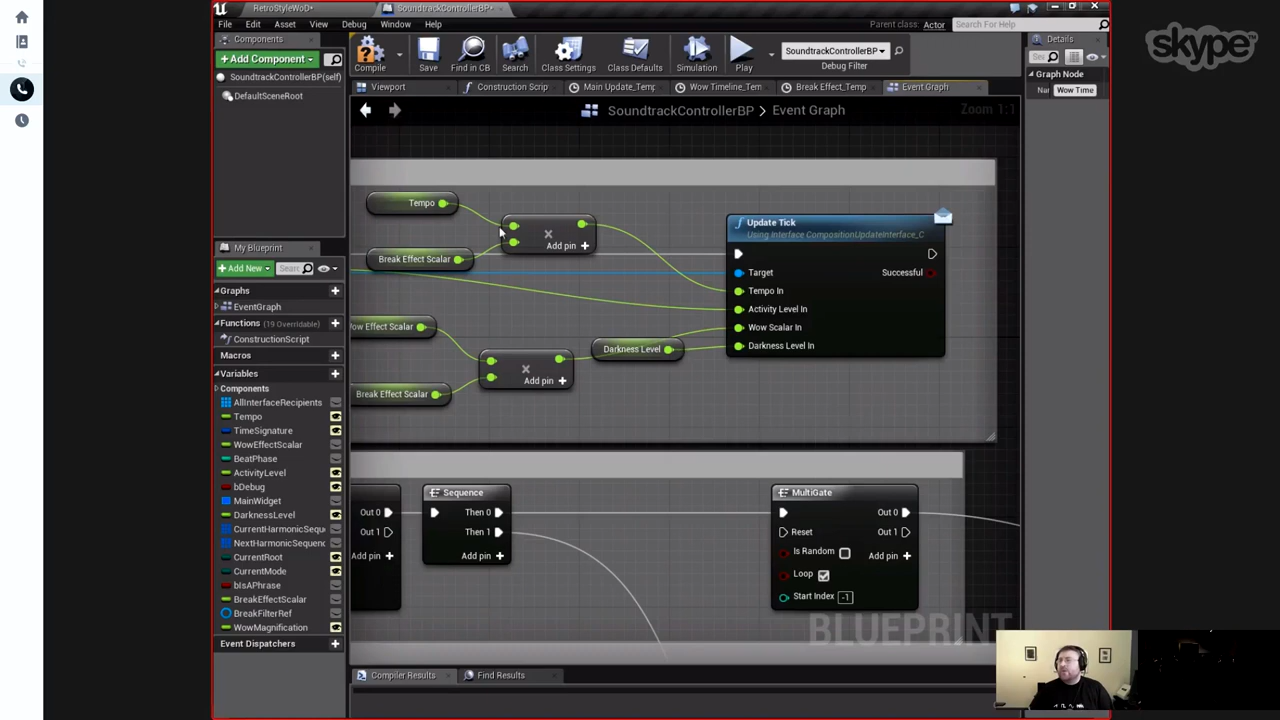 RetroStyleWoD*
SoundtrackControllerBP*
skype
File Edit Asset View Debug Window Help
Parent class: Actor
Search For Help
Components
Details
+ Add Component
Compile
Save
Find in CB
Search
Class Settings
Class Defaults
Simulation
Play
SoundtrackControllerBP
Debug Filter
Graph Node
Wow Time
SoundtrackControllerBP(self)
DefaultSceneRoot
Viewport
Construction Scrip
Main Update_Temp
Wow Timeline_Tem
Break Effect_Temp
Event Graph
SoundtrackControllerBP > Event Graph
Zoom 1:1
Tempo
Add pin +
Break Effect Scalar
Update Tick
Using Interface CompositionUpdateInterface_C
Target
Successful
Tempo In
Activity Level In
Wow Scalar In
Darkness Level In
Wow Effect Scalar
Add pin +
Break Effect Scalar
Darkness Level
My Blueprint
+ Add New
Graphs
EventGraph
Functions (19 Overridable)
ConstructionScript
Macros
Variables
Components
AllInterfaceRecipients
Tempo
TimeSignature
WowEffectScalar
BeatPhase
ActivityLevel
bDebug
MainWidget
DarknessLevel
CurrentHarmonicSequ
NextHarmonicSequenc
CurrentRoot
CurrentMode
bIsAPhrase
BreakEffectScalar
BreakFilterRef
WowMagnification
Event Dispatchers
Out 0
Out 1
Add pin +
Sequence
Then 0
Then 1
Add pin +
MultiGate
Out 0
Reset
Out 1
Is Random
Add pin +
Loop
Start Index -1
BLUEPRINT
Compiler Results
Find Results